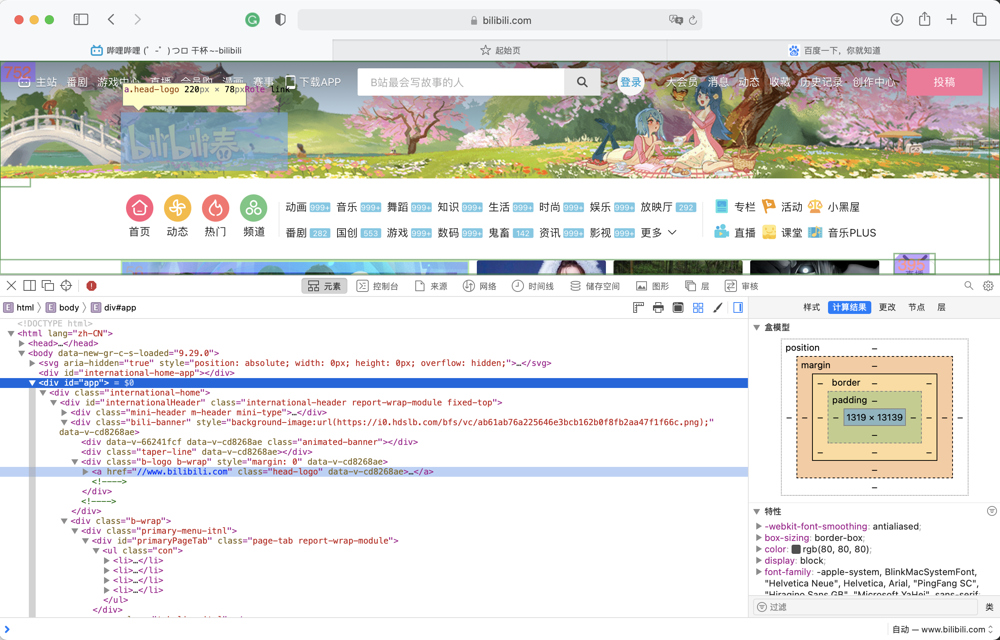 bilibili.com
哔哩哔哩 (゜-゜)つロ 干杯~-bilibili
起始页
百度一下，你就知道
752
主站 番剧 游戏中心 直播 会员购 漫画 赛事 下载APP
B站最会写故事的人
登录
大会员 消息 动态 收藏 历史记录 创作中心
投稿
a.head-logo 220px × 78pxRole link
bilibili春
首页 动态 热门 频道
动画 999+ 音乐 999+ 舞蹈 999+ 知识 999+ 生活 999+ 时尚 999+ 娱乐 999+ 放映厅 292
专栏 活动 小黑屋
番剧 282 国创 553 游戏 999+ 数码 999+ 鬼畜 142 资讯 999+ 影视 999+ 更多
直播 课堂 音乐PLUS
50
395
直播
元素 控制台 来源 网络 时间线 储存空间 图形 层 审核
E html E body E div#app
样式 计算结果 更改 节点 层
<!DOCTYPE html>
<html lang="zh-CN">
<head>…</head>
<body data-new-gr-c-s-loaded="9.29.0">
<svg aria-hidden="true" style="position: absolute; width: 0px; height: 0px; overflow: hidden;">…</svg>
<div id="international-home-app"></div>
<div id="app"> = $0
<div class="international-home">
<div id="internationalHeader" class="international-header report-wrap-module fixed-top">
<div class="mini-header m-header mini-type">…</div>
<div class="bili-banner" style="background-image:url(https://i0.hdslb.com/bfs/vc/ab61ab76a225646e3bcb162b0f8fb2aa47f1f66c.png);"
data-v-cd8268ae>
<div data-v-66241fcf data-v-cd8268ae class="animated-banner"></div>
<div class="taper-line" data-v-cd8268ae></div>
<div class="b-logo b-wrap" style="margin: 0" data-v-cd8268ae>
<a href="//www.bilibili.com" class="head-logo" data-v-cd8268ae>…</a>
<!---->
</div>
<!---->
</div>
<div class="b-wrap">
<div class="primary-menu-itnl">
<div id="primaryPageTab" class="page-tab report-wrap-module">
<ul class="con">
<li>…</li>
<li>…</li>
<li>…</li>
<li>…</li>
</ul>
</div>
盒模型
position –
margin –
– border – –
padding –
– – – – 1319 × 13139 – – – –
–
– – –
–
–
特性
-webkit-font-smoothing: antialiased;
box-sizing: border-box;
color: rgb(80, 80, 80);
display: block;
font-family: -apple-system, BlinkMacSystemFont,
"Helvetica Neue", Helvetica, Arial, "PingFang SC",
"Hiragino Sans GB", "Microsoft YaHei", sans-serif;
过滤
类
自动 — www.bilibili.com